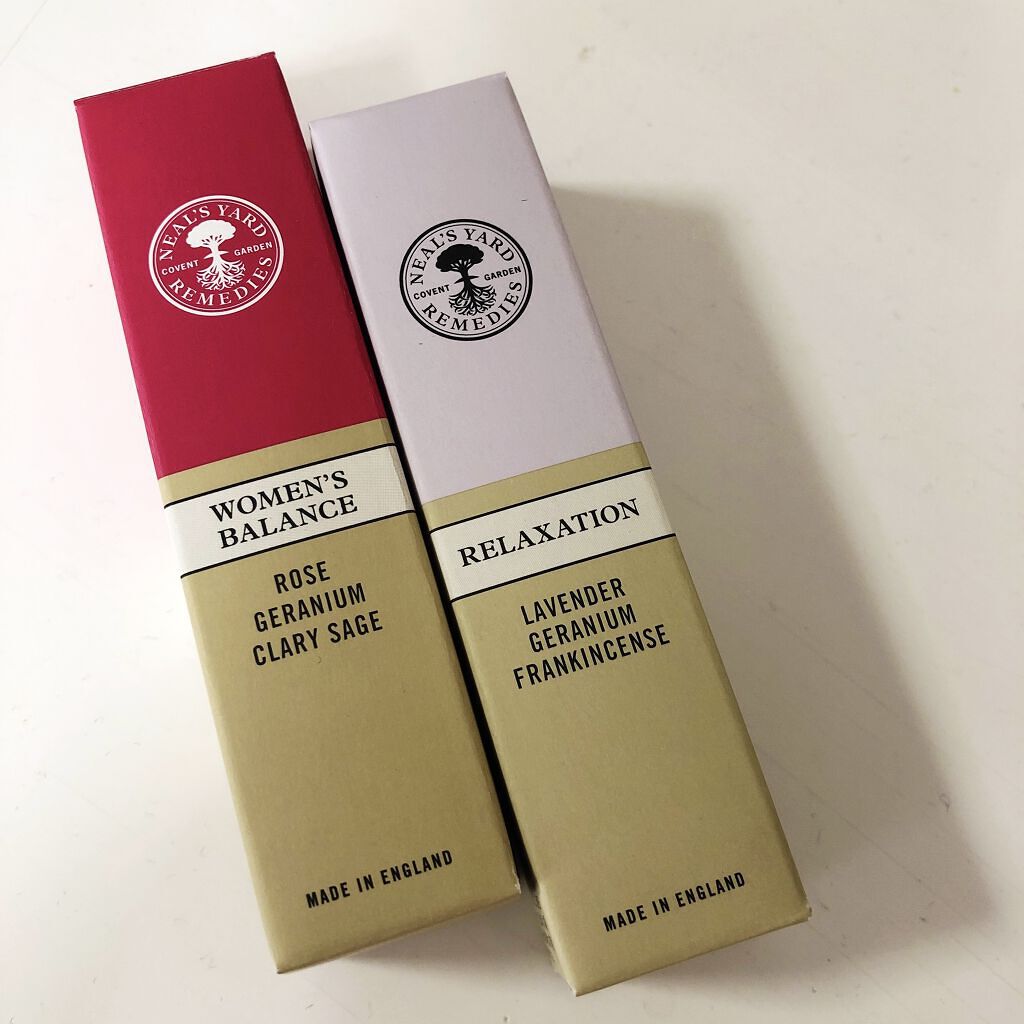 NEAL'S YARD
COVENT GARDEN
REMEDIES
WOMEN'S
BALANCE
ROSE
GERANIUM
CLARY SAGE
MADE IN ENGLAND
NEAL'S YARD
COVENT GARDEN
REMEDIES
RELAXATION
LAVENDER
GERANIUM
FRANKINCENSE
MADE IN ENGLAND